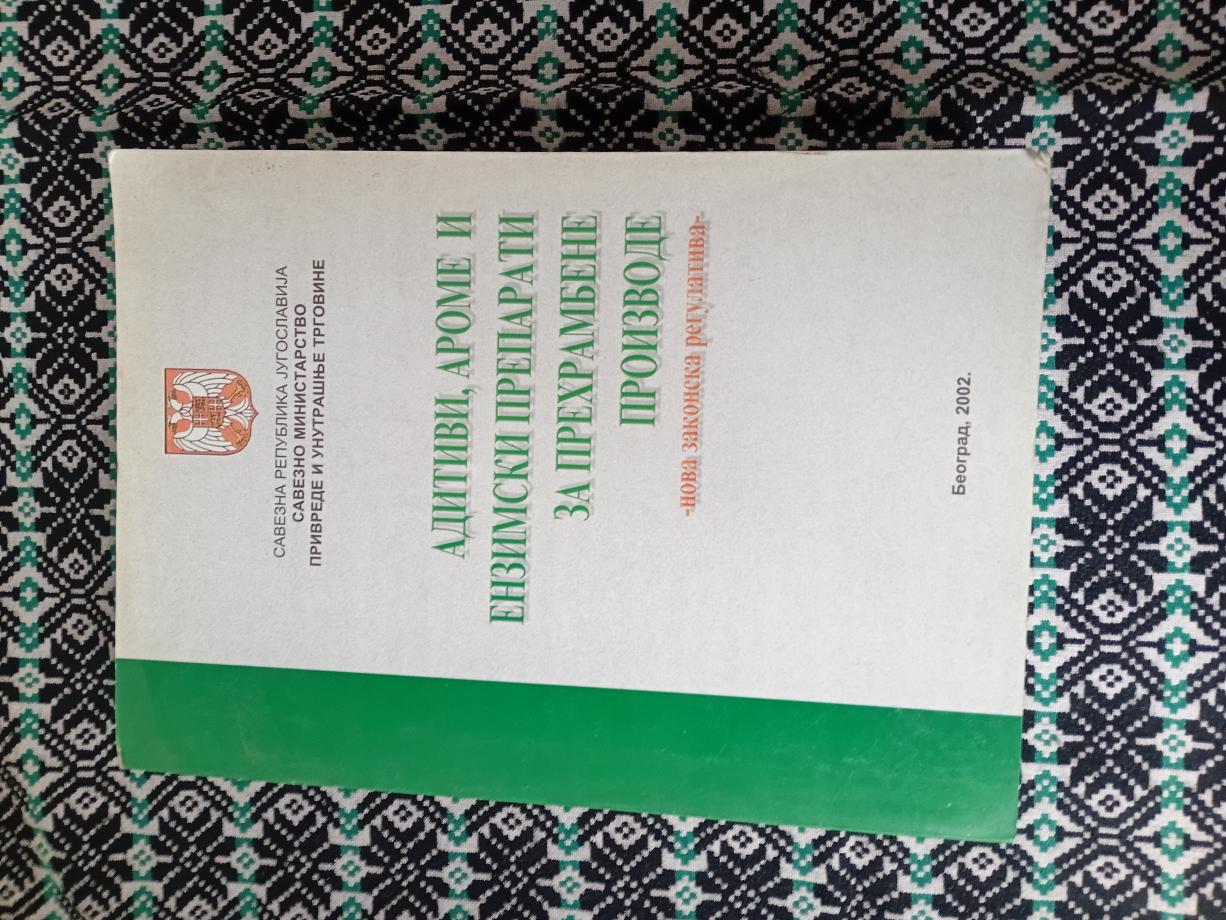 САВЕЗНА РЕПУБЛИКА ЈУГОСЛАВИЈА
САВЕЗНО МИНИСТАРСТВО
ПРИВРЕДЕ И УНУТРАШЊЕ ТРГОВИНЕ
АДИТИВИ, АРОМЕ И
ЕНЗИМСКИ ПРЕПАРАТИ
ЗА ПРЕХРАМБЕНЕ
ПРОИЗВОДЕ
-нова законска регулатива-
Београд, 2002.